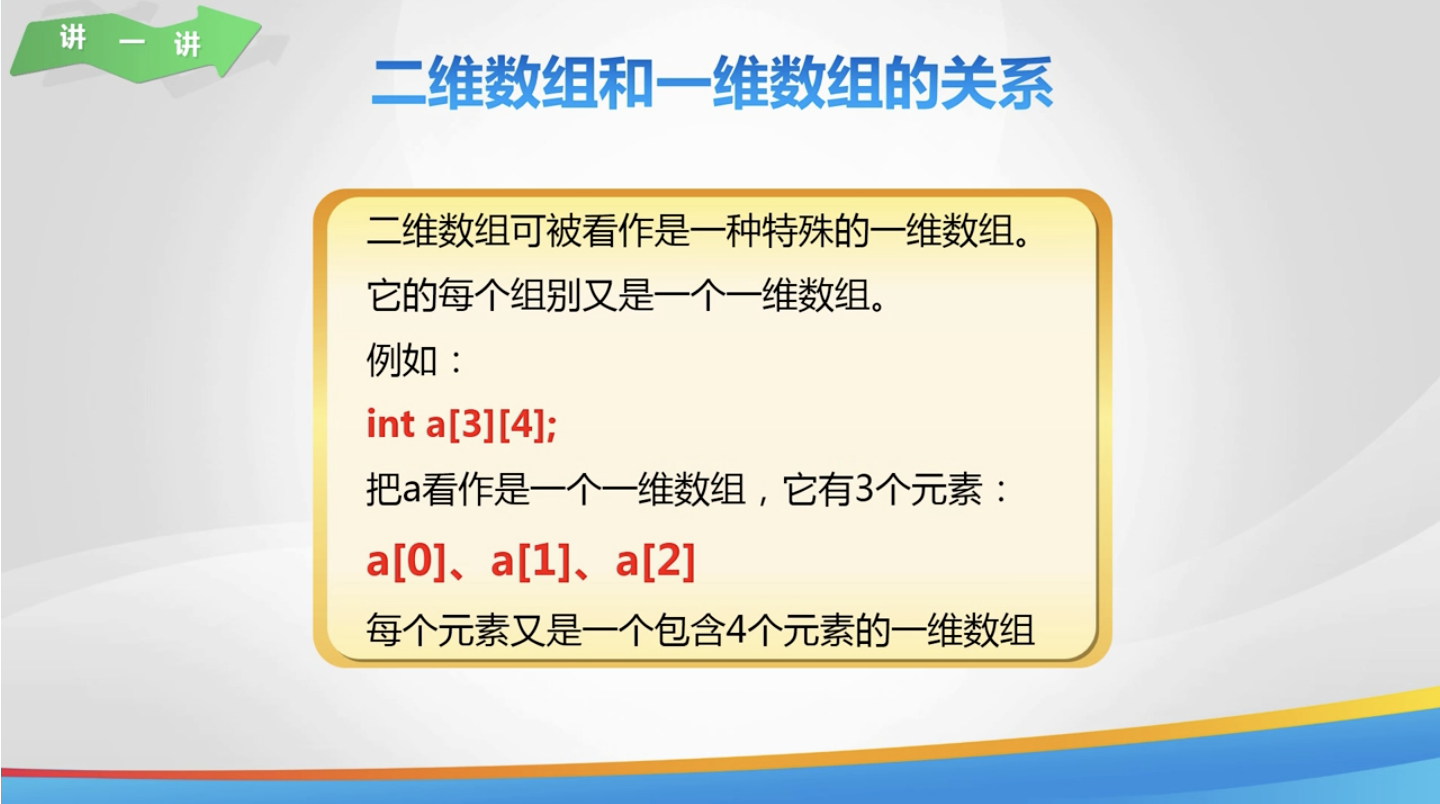 讲一讲
二维数组和一维数组的关系
二维数组可被看作是一种特殊的一维数组。
它的每个组别又是一个一维数组。
例如：
int a[3][4];
把a看作是一个一维数组，它有3个元素：
a[0]、a[1]、a[2]
每个元素又是一个包含4个元素的一维数组